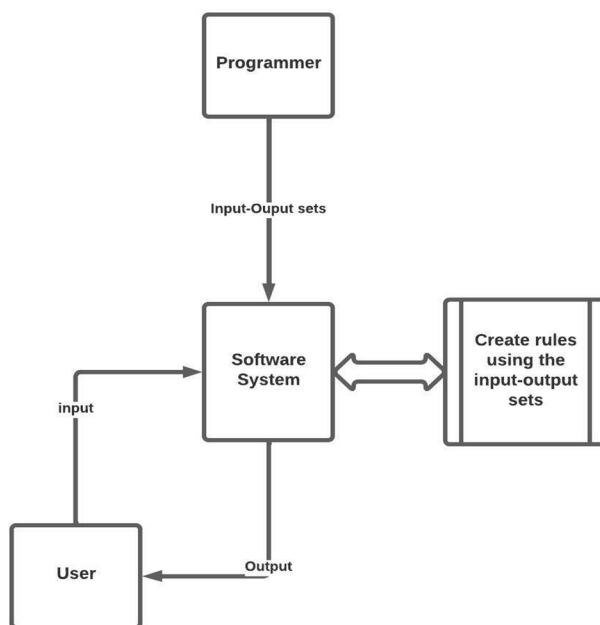 Programmer
Input-Ouput sets
Software
System
Create rules
using the
input-output
sets
input
Output
User